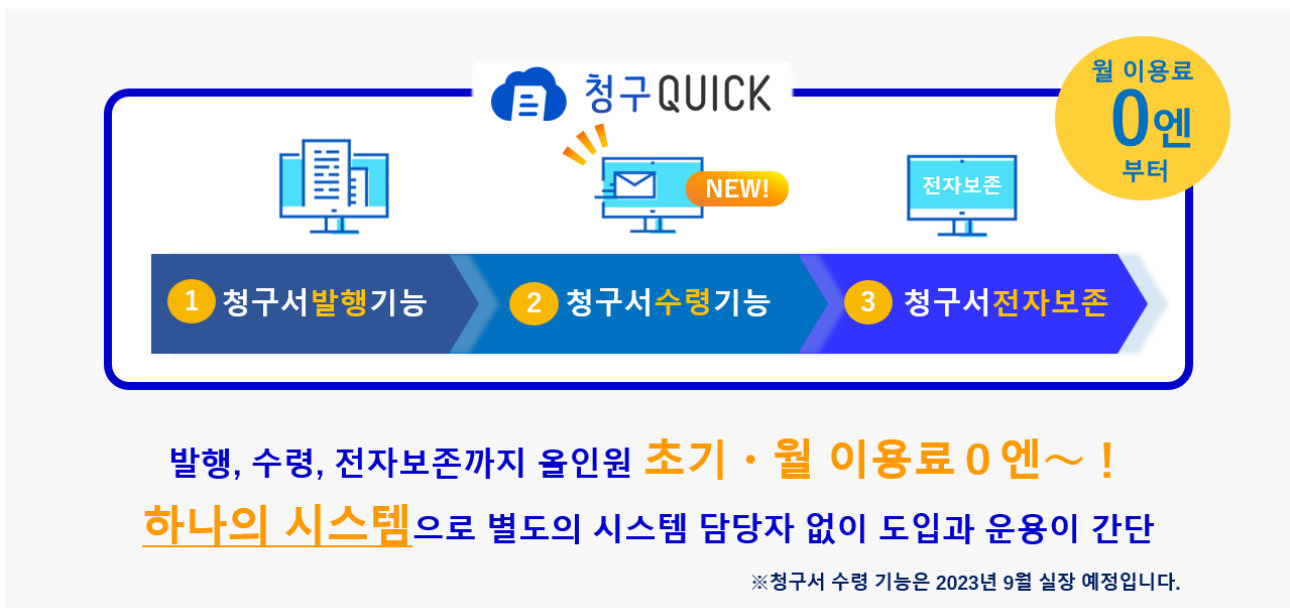 청구QUICK
월 이용료
0엔
부터
NEW!
전자보존
1 청구서발행기능
2 청구서수령기능
3 청구서전자보존
발행, 수령, 전자보존까지 올인원 초기・월 이용료 0 엔～！
하나의 시스템으로 별도의 시스템 담당자 없이 도입과 운용이 간단
※청구서 수령 기능은 2023년 9월 실장 예정입니다.